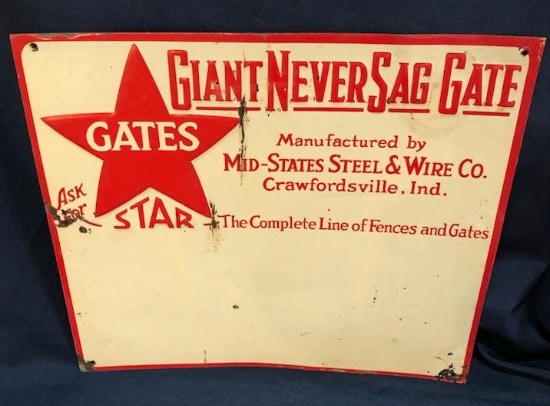 GIANT NEVER SAG GATE
GATES
Ask
For
STAR
Manufactured by
MID-STATES STEEL & WIRE CO.
Crawfordsville, Ind.
The Complete Line of Fences and Gates